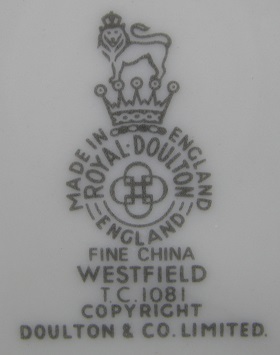 MADE IN ENGLAND
ROYAL·DOULTON
ENGLAND
FINE CHINA
WESTFIELD
T.C.1081
COPYRIGHT
DOULTON & CO. LIMITED.